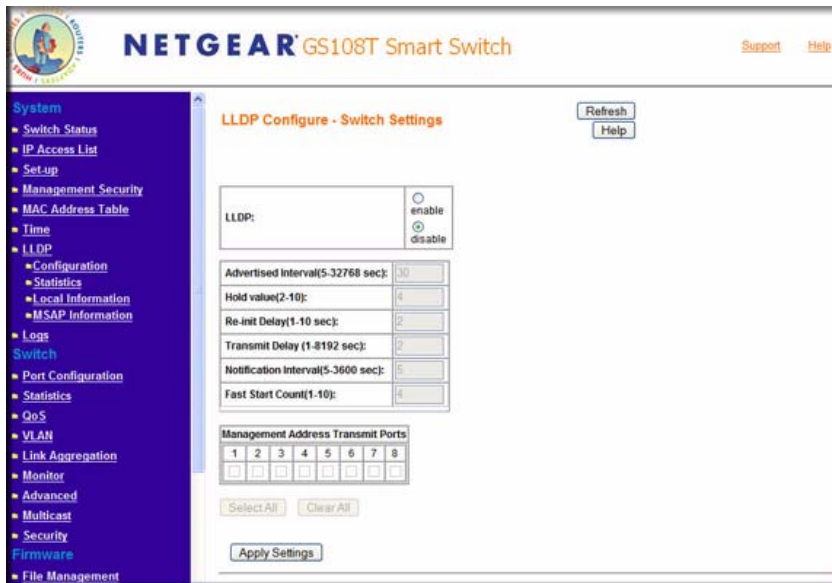 NETGEAR GS108T Smart Switch
Support Help
System
Switch Status
IP Access List
Set-up
Management Security
MAC Address Table
Time
LLDP
Configuration
Statistics
Local Information
MSAP Information
Logs
Switch
Port Configuration
Statistics
QoS
VLAN
Link Aggregation
Monitor
Advanced
Multicast
Security
Firmware
File Management
LLDP Configure - Switch Settings
Refresh
Help
LLDP:
enable
disable
Advertised Interval(5-32768 sec): 30
Hold value(2-10): 4
Re-init Delay(1-10 sec): 2
Transmit Delay (1-8192 sec): 2
Notification Interval(5-3600 sec): 5
Fast Start Count(1-10): 4
Management Address Transmit Ports
1 2 3 4 5 6 7 8
Select All Clear All
Apply Settings